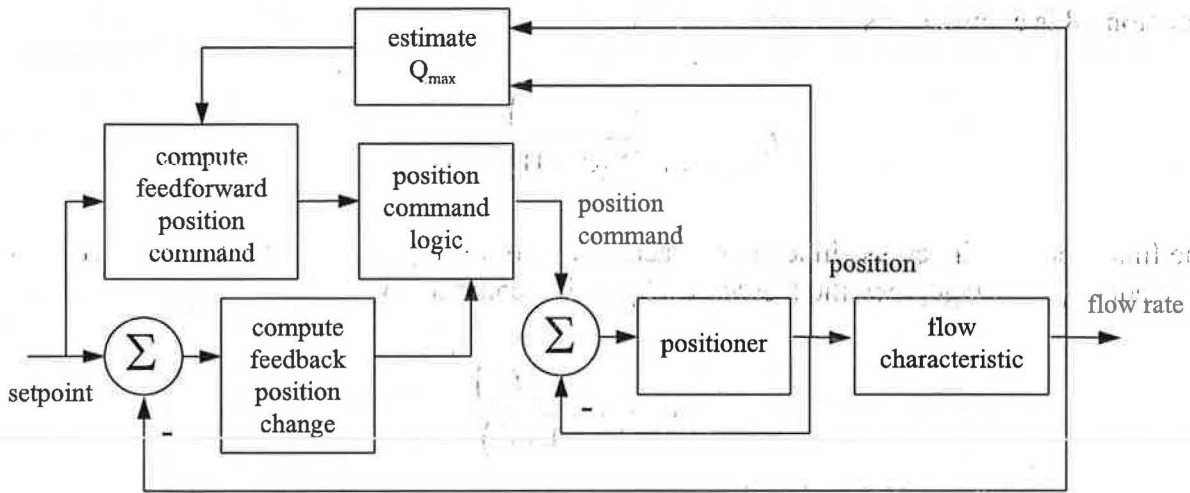 estimate
Qmax
compute
feedforward
position
command
position
command
logic
position
command
position
flow rate
Σ
compute
feedback
position
change
Σ
positioner
flow
characteristic
setpoint
-
-